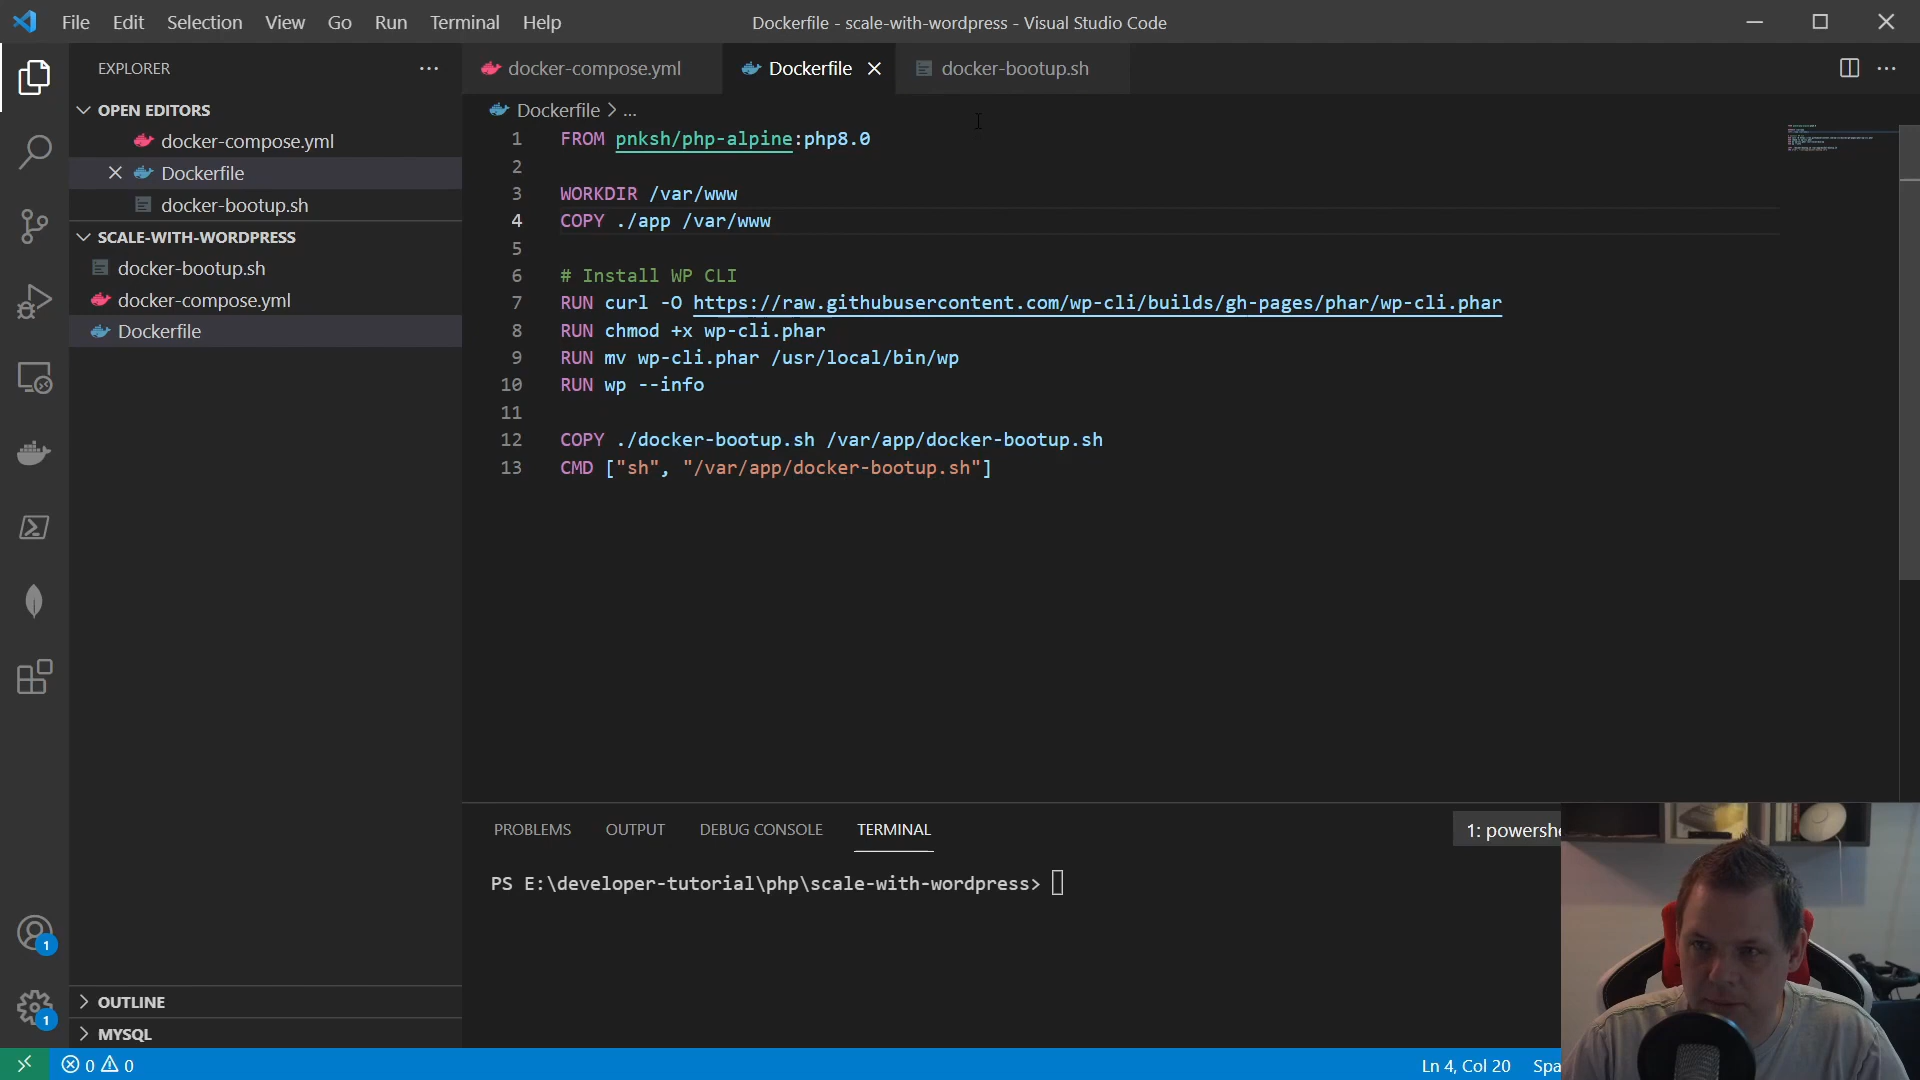 File Edit Selection View Go Run Terminal Help
Dockerfile - scale-with-wordpress - Visual Studio Code
EXPLORER
OPEN EDITORS
docker-compose.yml
Dockerfile
docker-bootup.sh
SCALE-WITH-WORDPRESS
docker-bootup.sh
docker-compose.yml
Dockerfile
OUTLINE
MYSQL
docker-compose.yml Dockerfile docker-bootup.sh
Dockerfile > ...
1 FROM pnksh/php-alpine:php8.0
2
3 WORKDIR /var/www
4 COPY ./app /var/www
5
6 # Install WP CLI
7 RUN curl -O https://raw.githubusercontent.com/wp-cli/builds/gh-pages/phar/wp-cli.phar
8 RUN chmod +x wp-cli.phar
9 RUN mv wp-cli.phar /usr/local/bin/wp
10 RUN wp --info
11
12 COPY ./docker-bootup.sh /var/app/docker-bootup.sh
13 CMD ["sh", "/var/app/docker-bootup.sh"]
PROBLEMS OUTPUT DEBUG CONSOLE TERMINAL
1: powershe
PS E:\developer-tutorial\php\scale-with-wordpress>
1
1
0 0
Ln 4, Col 20 Spa